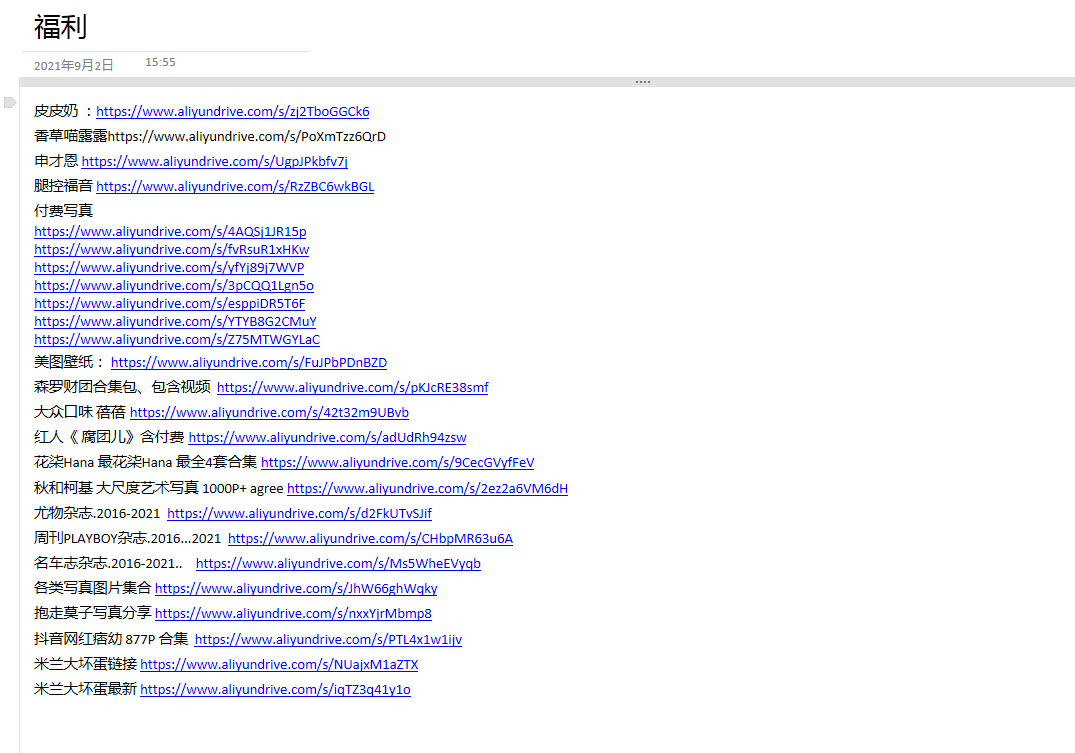 福利
2021年9月2日 15:55
皮皮奶 ：https://www.aliyundrive.com/s/zj2TboGGCk6
香草喵露露https://www.aliyundrive.com/s/PoXmTzz6QrD
申才恩 https://www.aliyundrive.com/s/UgpJPkbfv7j
腿控福音 https://www.aliyundrive.com/s/RzZBC6wkBGL
付费写真
https://www.aliyundrive.com/s/4AQSj1JR15p
https://www.aliyundrive.com/s/fvRsuR1xHKw
https://www.aliyundrive.com/s/yfYj89j7WVP
https://www.aliyundrive.com/s/3pCQQ1Lgn5o
https://www.aliyundrive.com/s/esppiDR5T6F
https://www.aliyundrive.com/s/YTYB8G2CMuY
https://www.aliyundrive.com/s/Z75MTWGYLaC
美图壁纸： https://www.aliyundrive.com/s/FuJPbPDnBZD
森罗财团合集包、包含视频 https://www.aliyundrive.com/s/pKJcRE38smf
大众口味 蓓蓓 https://www.aliyundrive.com/s/42t32m9UBvb
红人《 腐团儿》含付费 https://www.aliyundrive.com/s/adUdRh94zsw
花柒Hana 最花柒Hana 最全4套合集 https://www.aliyundrive.com/s/9CecGVyfFeV
秋和柯基 大尺度艺术写真 1000P+ agree https://www.aliyundrive.com/s/2ez2a6VM6dH
尤物杂志.2016-2021 https://www.aliyundrive.com/s/d2FkUTvSJif
周刊PLAYBOY杂志.2016...2021 https://www.aliyundrive.com/s/CHbpMR63u6A
名车志杂志.2016-2021.. https://www.aliyundrive.com/s/Ms5WheEVyqb
各类写真图片集合 https://www.aliyundrive.com/s/JhW66ghWqky
抱走莫子写真分享 https://www.aliyundrive.com/s/nxxYjrMbmp8
抖音网红痞幼 877P 合集 https://www.aliyundrive.com/s/PTL4x1w1ijv
米兰大坏蛋链接 https://www.aliyundrive.com/s/NUajxM1aZTX
米兰大坏蛋最新 https://www.aliyundrive.com/s/iqTZ3q41y1o